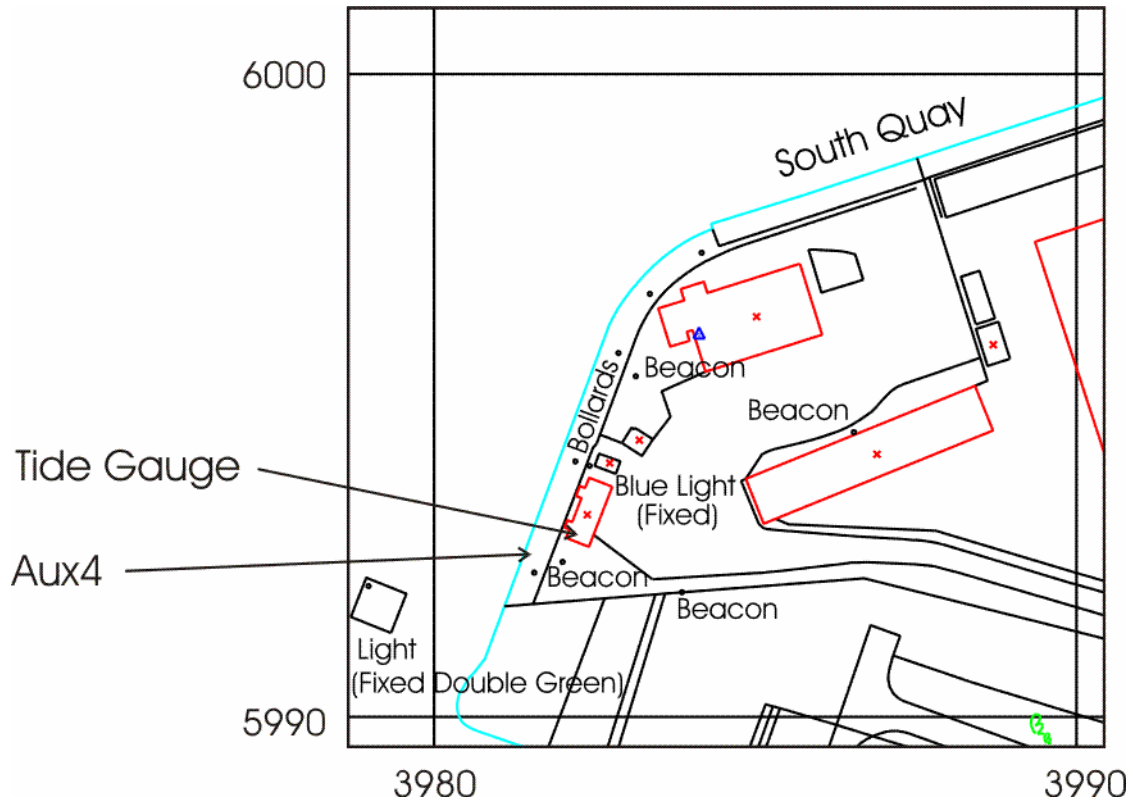 6000
South Quay
Bollards
Beacon
Beacon
Tide Gauge
Blue Light
(Fixed)
Aux4
Beacon
Beacon
Light
(Fixed Double Green)
5990
3980
3990